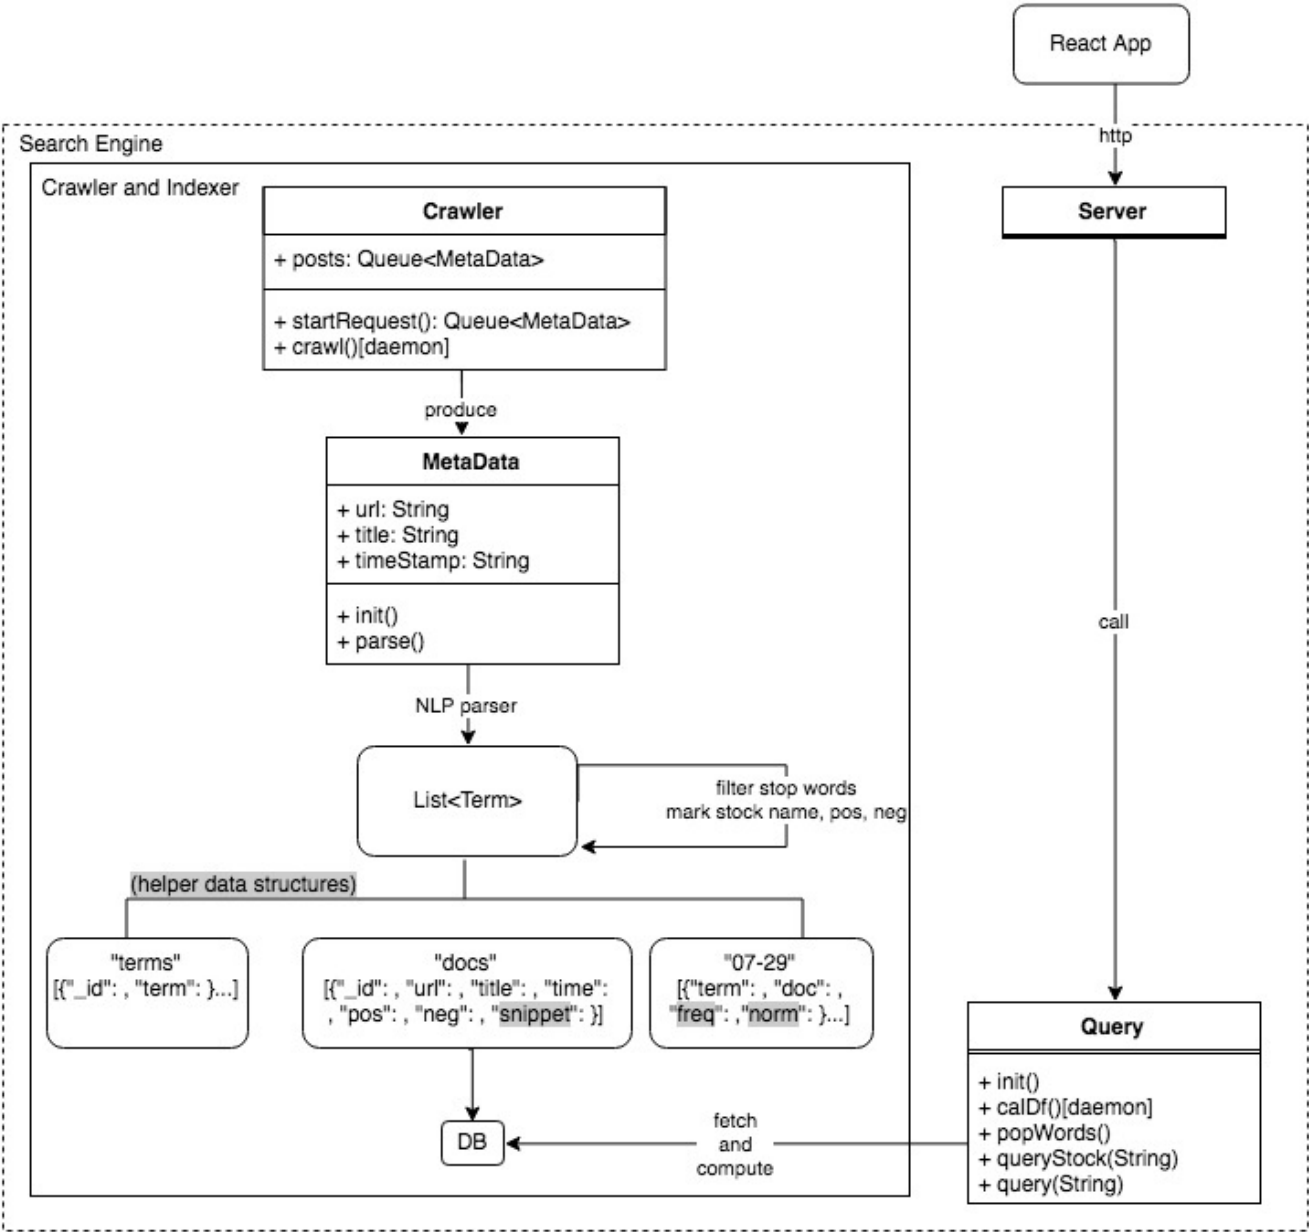 React App
http
Search Engine
Crawler and Indexer
Crawler
+ posts: Queue<MetaData>
+ startRequest(): Queue<MetaData>
+ crawl()[daemon]
produce
MetaData
+ url: String
+ title: String
+ timeStamp: String
+ init()
+ parse()
NLP parser
List<Term>
filter stop words
mark stock name, pos, neg
(helper data structures)
"terms"
[{"_id": , "term": }...]
"docs"
[{"_id": , "url": , "title": , "time":
, "pos": , "neg": , "snippet": }]
"07-29"
[{"term": , "doc": ,
"freq": ,"norm": }...]
DB
fetch
and
compute
Server
call
Query
+ init()
+ calDf()[daemon]
+ popWords()
+ queryStock(String)
+ query(String)